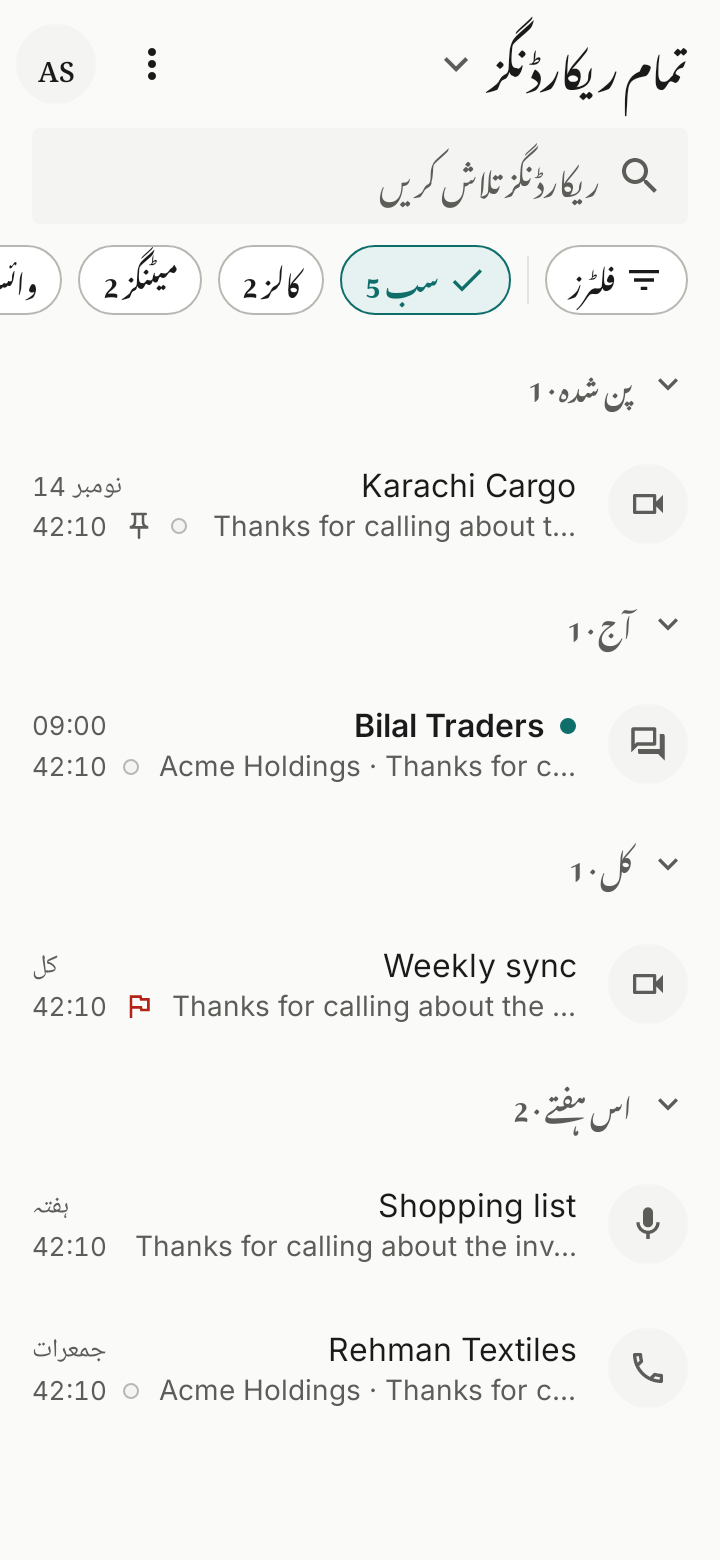 تمام ریکارڈنگز
AS
ریکارڈنگز تلاش کریں
فلٹرز
سب 5
کالز 2
میٹنگز 2
پن شدہ · 1
Karachi Cargo
14 نومبر
Thanks for calling about t...
42:10
آج · 1
Bilal Traders
09:00
Acme Holdings · Thanks for c...
42:10
کل · 1
Weekly sync
کل
Thanks for calling about the ...
42:10
اس ہفتے · 2
Shopping list
ہفتہ
Thanks for calling about the inv...
42:10
Rehman Textiles
جمعرات
Acme Holdings · Thanks for c...
42:10